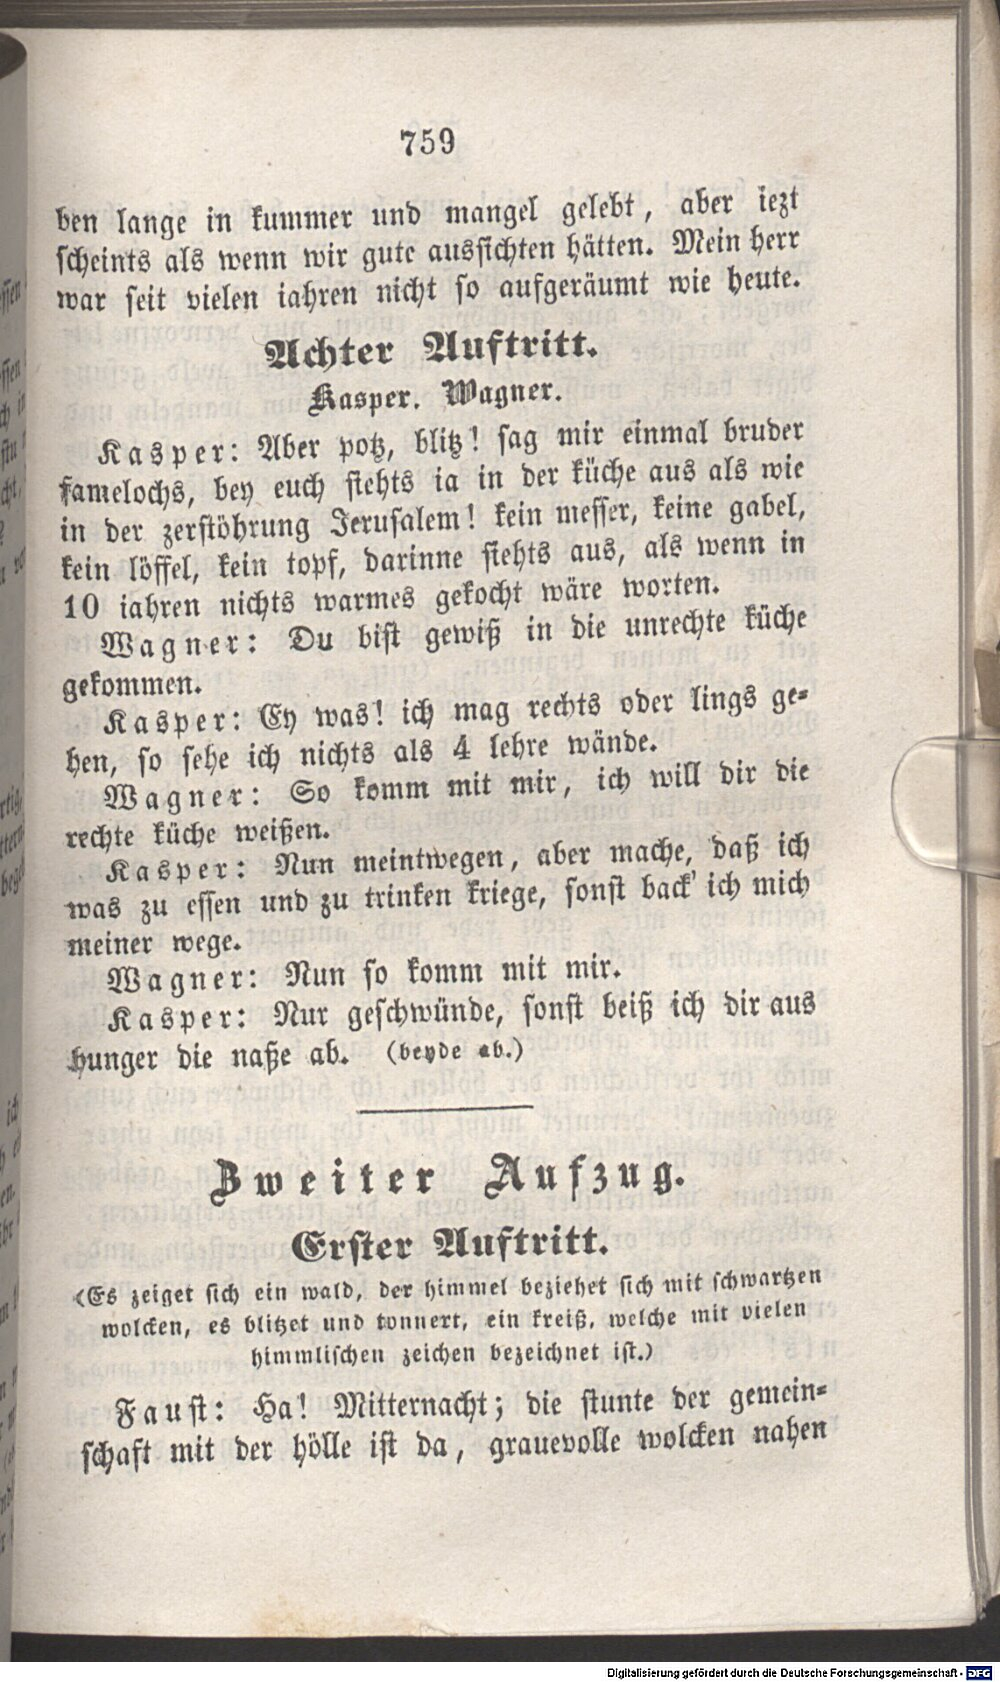 759
ben lange in kummer und mangel gelebt, aber iezt
scheints als wenn wir gute aussichten hätten. Mein herr
war seit vielen iahren nicht so aufgeräumt wie heute.
Achter Auftritt.
Kasper. Wagner.
Kasper: Aber potz, blitz! sag mir einmal bruder
famelochs, bey euch siehts ia in der küche aus als wie
in der zerstöhrung Jerusalem! kein messer, keine gabel,
kein löffel, kein topf, darinne siehts aus, als wenn in
10 iahren nichts warmes gekocht wäre worten.
Wagner: Du bist gewiß in die unrechte küche
gekommen.
Kasper: Ey was! ich mag rechts oder lings ge-
hen, so sehe ich nichts als 4 lehre wände.
Wagner: So komm mit mir, ich will dir die
rechte küche weißen.
Kasper: Nun meintwegen, aber mache, daß ich
was zu essen und zu trinken kriege, sonst back' ich mich
meiner wege.
Wagner: Nun so komm mit mir.
Kasper: Nur geschwünde, sonst beiß ich dir aus
hunger die naße ab. (beyde ab.)
Zweiter Aufzug.
Erster Auftritt.
(Es zeiget sich ein wald, der himmel beziehet sich mit schwartzen
wolcken, es blitzet und tonnert, ein kreiß, welche mit vielen
himmlischen zeichen bezeichnet ist.)
Faust: Ha! Mitternacht; die stunte der gemein-
schaft mit der hölle ist da, grauevolle wolcken nahen
Digitalisierung gefördert durch die Deutsche Forschungsgemeinschaft - DFG